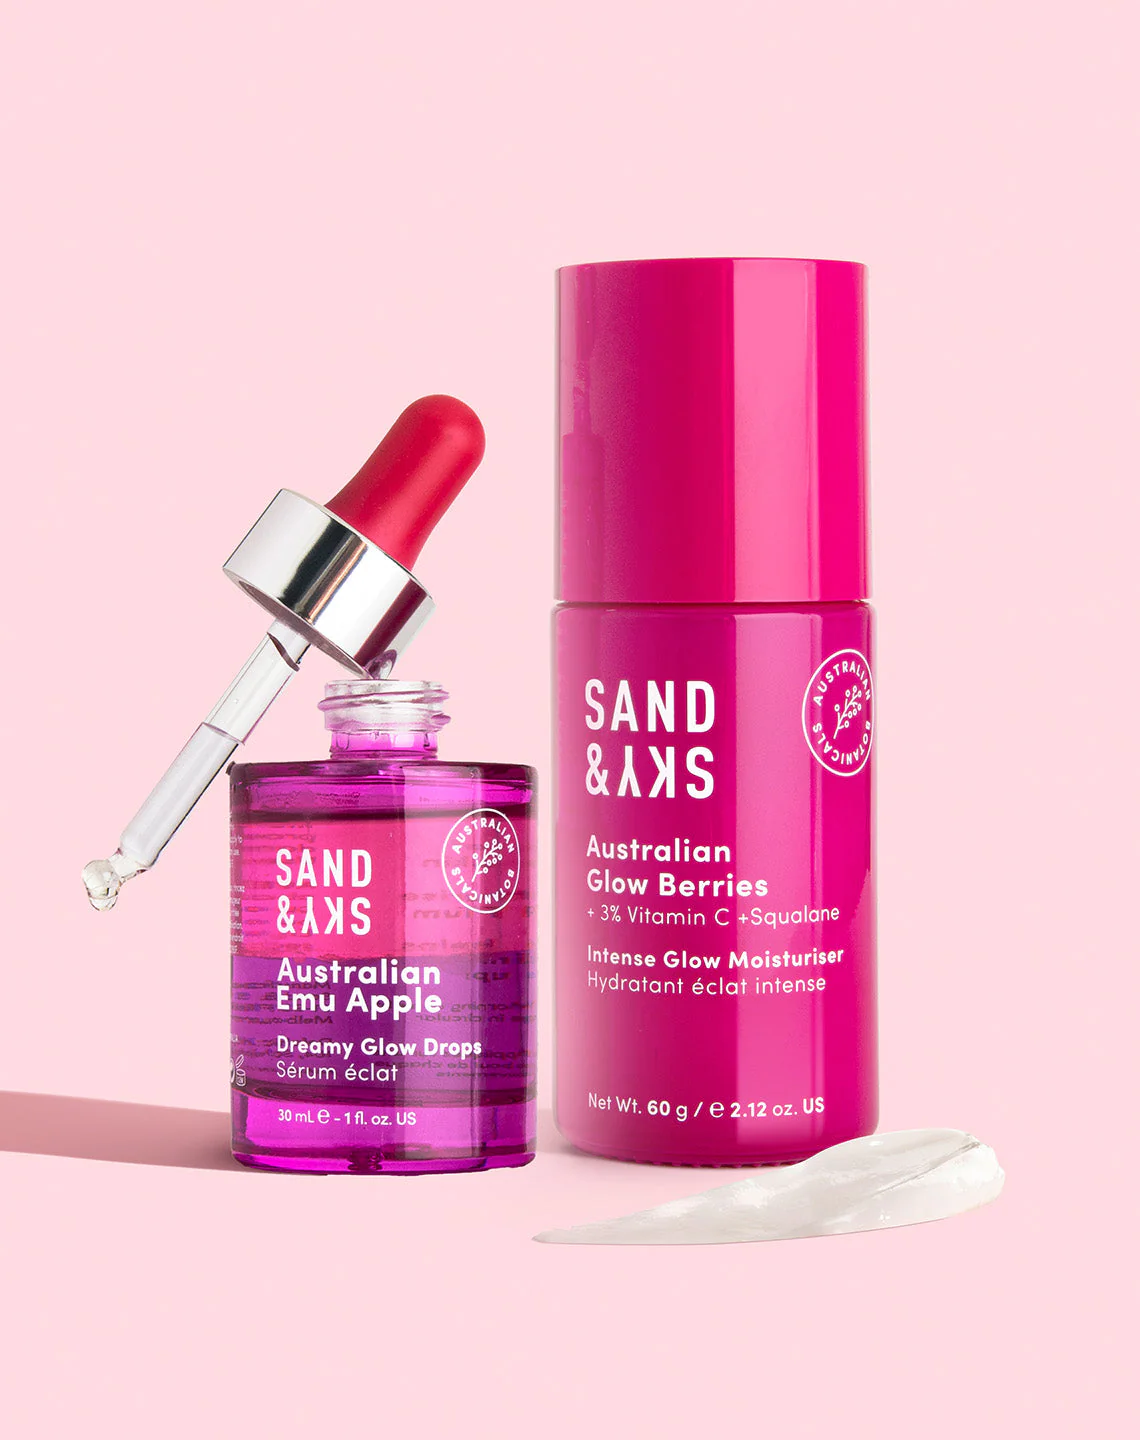 SAND
& SKY
Australian
Emu Apple
Dreamy Glow Drops
Sérum éclat
30 mL e - 1 fl. oz. US
AUSTRALIAN BOTANICALS
SAND
& SKY
Australian
Glow Berries
+ 3% Vitamin C +Squalane
Intense Glow Moisturiser
Hydratant éclat intense
Net Wt. 60 g / e 2.12 oz. US
AUSTRALIAN BOTANICALS